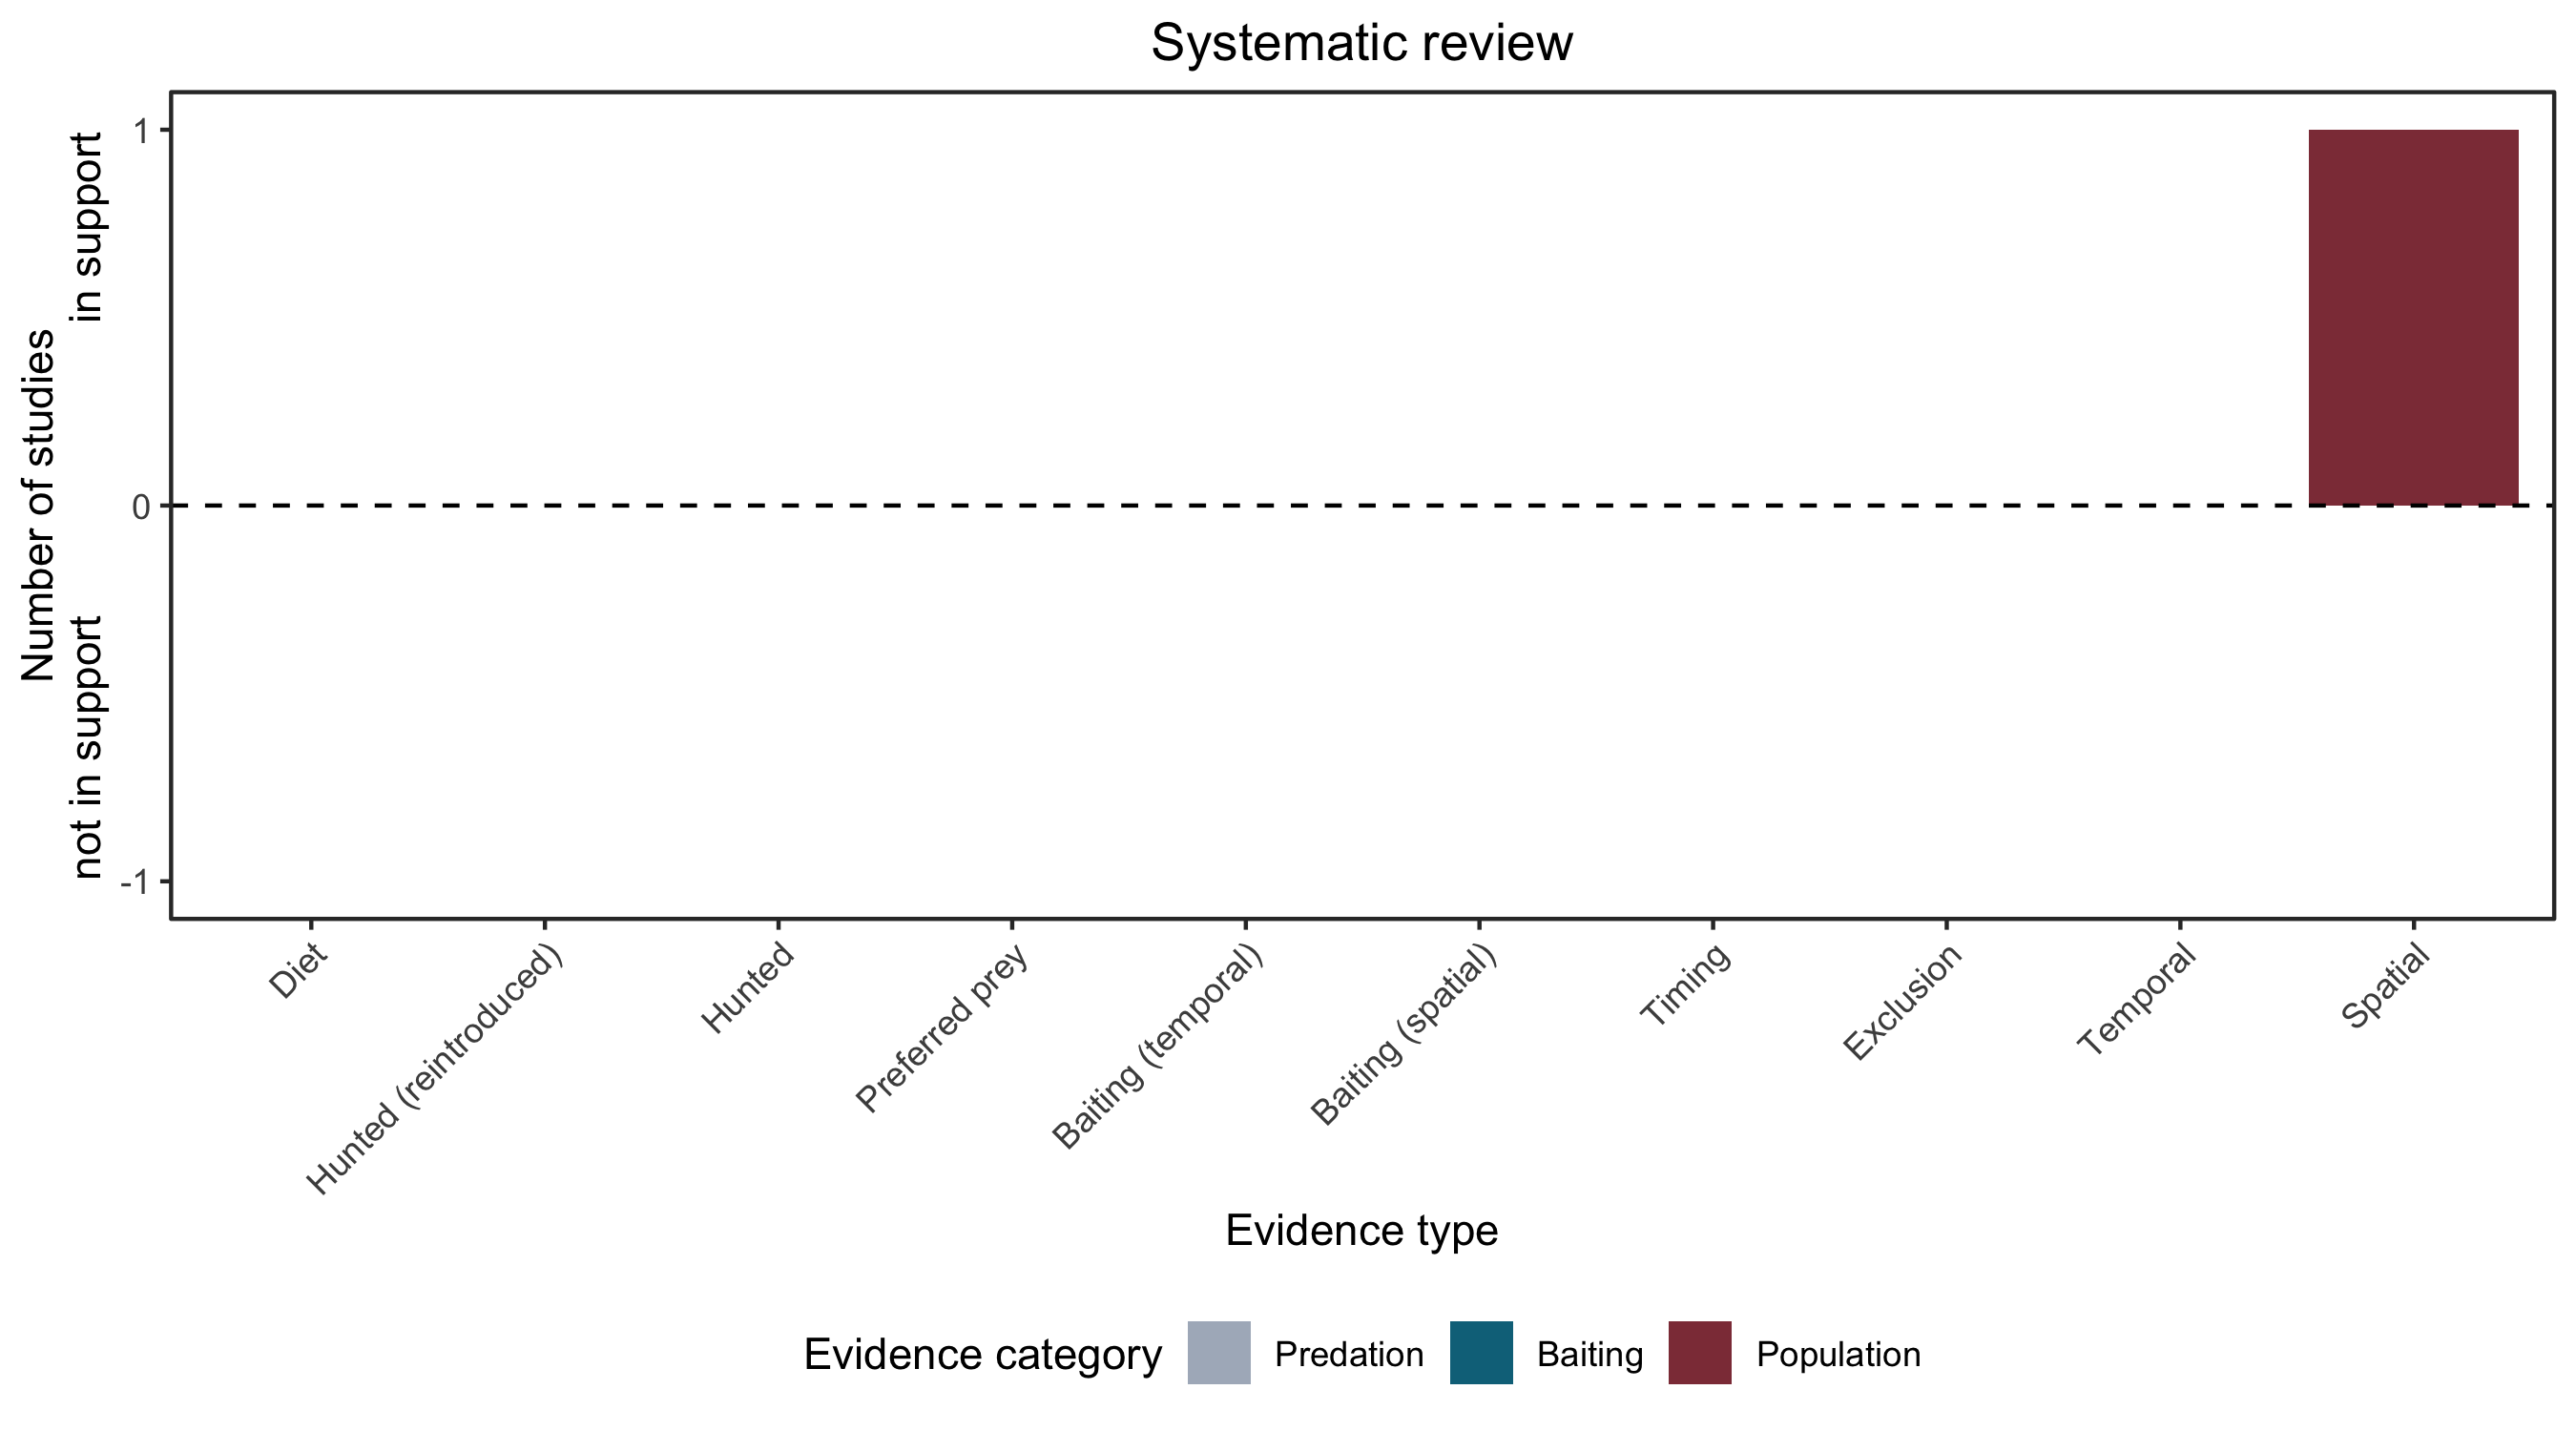 Systematic review
Number of studies
in support
not in support
1
0
-1
Diet
Hunted (reintroduced)
Hunted
Preferred prey
Baiting (temporal)
Baiting (spatial)
Timing
Exclusion
Temporal
Spatial
Evidence type
Evidence category
Predation
Baiting
Population